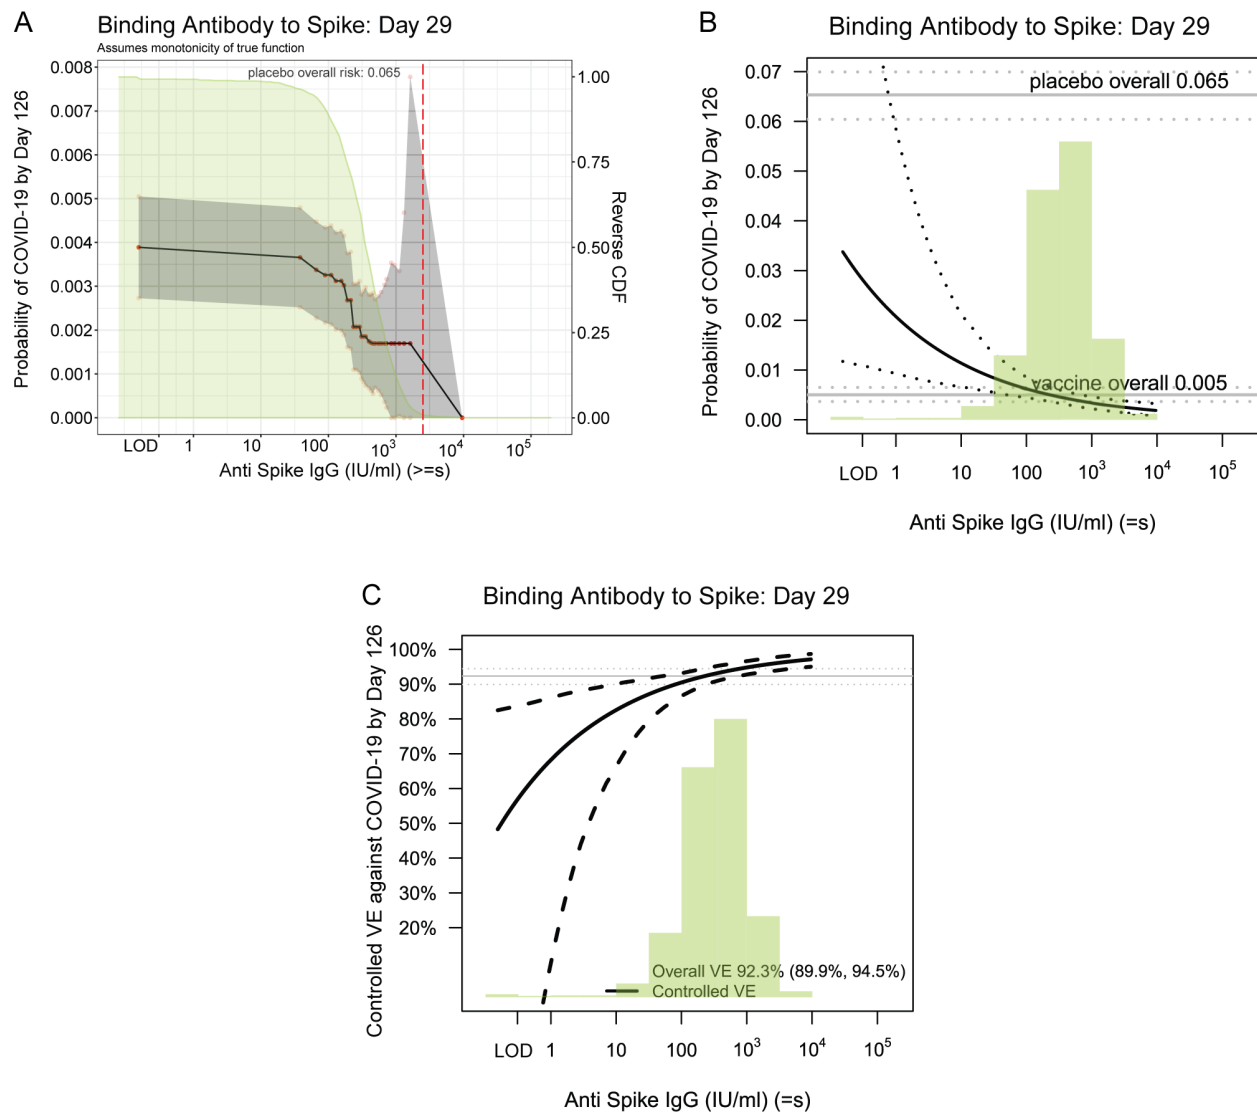 A
Binding Antibody to Spike: Day 29
Assumes monotonicity of true function
placebo overall risk: 0.065
Probability of COVID-19 by Day 126
0.008
0.007
0.006
0.005
0.004
0.003
0.002
0.001
0.000
1.00
0.75
0.50
0.25
0.00
Reverse CDF
LOD 1 10 100 10³ 10⁴ 10⁵
Anti Spike IgG (IU/ml) (>=s)
B
Binding Antibody to Spike: Day 29
Probability of COVID-19 by Day 126
0.07
0.06
0.05
0.04
0.03
0.02
0.01
0.00
placebo overall 0.065
vaccine overall 0.005
LOD 1 10 100 10³ 10⁴ 10⁵
Anti Spike IgG (IU/ml) (=s)
C
Binding Antibody to Spike: Day 29
Controlled VE against COVID-19 by Day 126
100%
90%
80%
70%
60%
50%
40%
30%
20%
Overall VE 92.3% (89.9%, 94.5%)
Controlled VE
LOD 1 10 100 10³ 10⁴ 10⁵
Anti Spike IgG (IU/ml) (=s)